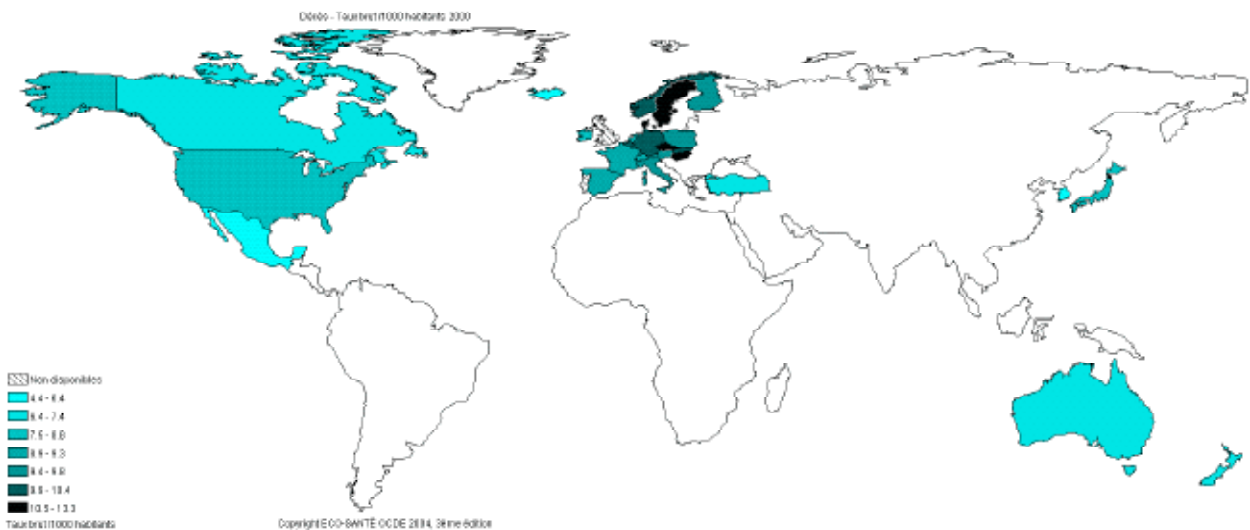 Décès - Taux brut /1000 habitants 2000
Non disponibles
4.4 - 6.4
6.4 - 7.4
7.5 - 8.8
8.9 - 9.3
9.4 - 9.8
9.8 - 10.4
10.5 - 13.3
Taux brut /1000 habitants
Copyright ECO-SANTE OCDE 2004, 3ème édition